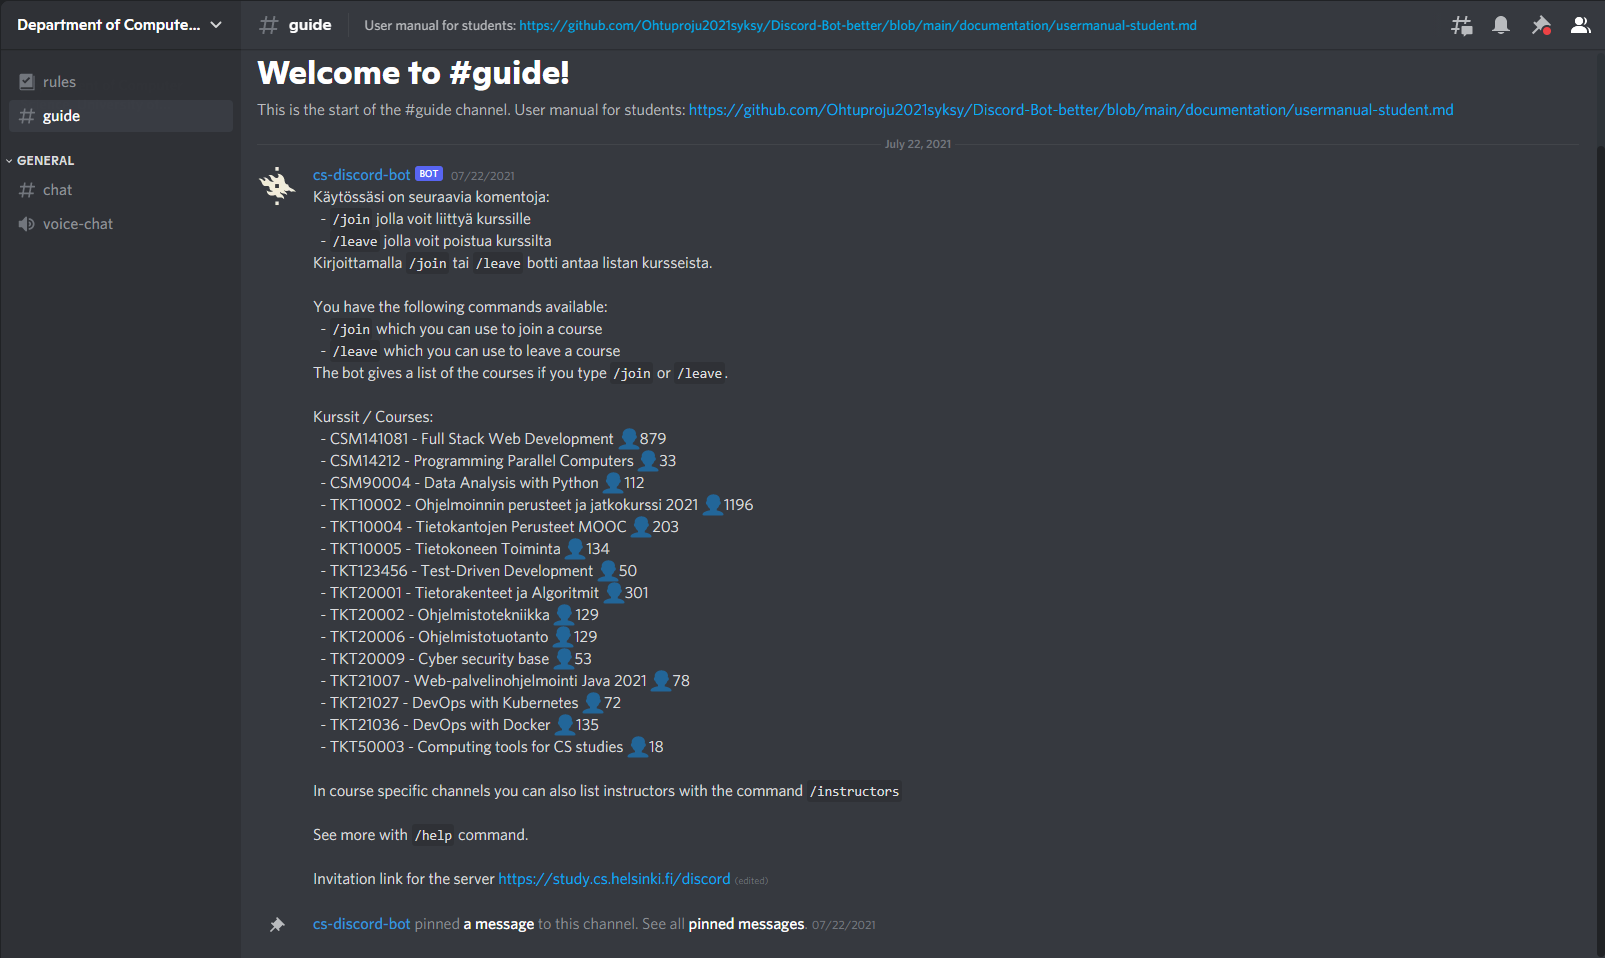 Department of Compute...
# guide
User manual for students: https://github.com/Ohtuproju2021syksy/Discord-Bot-better/blob/main/documentation/usermanual-student.md
rules
# guide
GENERAL
# chat
voice-chat
Welcome to #guide!
This is the start of the #guide channel. User manual for students: https://github.com/Ohtuproju2021syksy/Discord-Bot-better/blob/main/documentation/usermanual-student.md
July 22, 2021
cs-discord-bot BOT 07/22/2021
Käytössäsi on seuraavia komentoja:
- /join jolla voit liittyä kurssille
- /leave jolla voit poistua kurssilta
Kirjoittamalla /join tai /leave botti antaa listan kursseista.
You have the following commands available:
- /join which you can use to join a course
- /leave which you can use to leave a course
The bot gives a list of the courses if you type /join or /leave.
Kurssit / Courses:
- CSM141081 - Full Stack Web Development 👤879
- CSM14212 - Programming Parallel Computers 👤33
- CSM90004 - Data Analysis with Python 👤112
- TKT10002 - Ohjelmoinnin perusteet ja jatkokurssi 2021 👤1196
- TKT10004 - Tietokantojen Perusteet MOOC 👤203
- TKT10005 - Tietokoneen Toiminta 👤134
- TKT123456 - Test-Driven Development 👤50
- TKT20001 - Tietorakenteet ja Algoritmit 👤301
- TKT20002 - Ohjelmistotekniikka 👤129
- TKT20006 - Ohjelmistotuotanto 👤129
- TKT20009 - Cyber security base 👤53
- TKT21007 - Web-palvelinohjelmointi Java 2021 👤78
- TKT21027 - DevOps with Kubernetes 👤72
- TKT21036 - DevOps with Docker 👤135
- TKT50003 - Computing tools for CS studies 👤18
In course specific channels you can also list instructors with the command /instructors
See more with /help command.
Invitation link for the server https://study.cs.helsinki.fi/discord (edited)
cs-discord-bot pinned a message to this channel. See all pinned messages. 07/22/2021